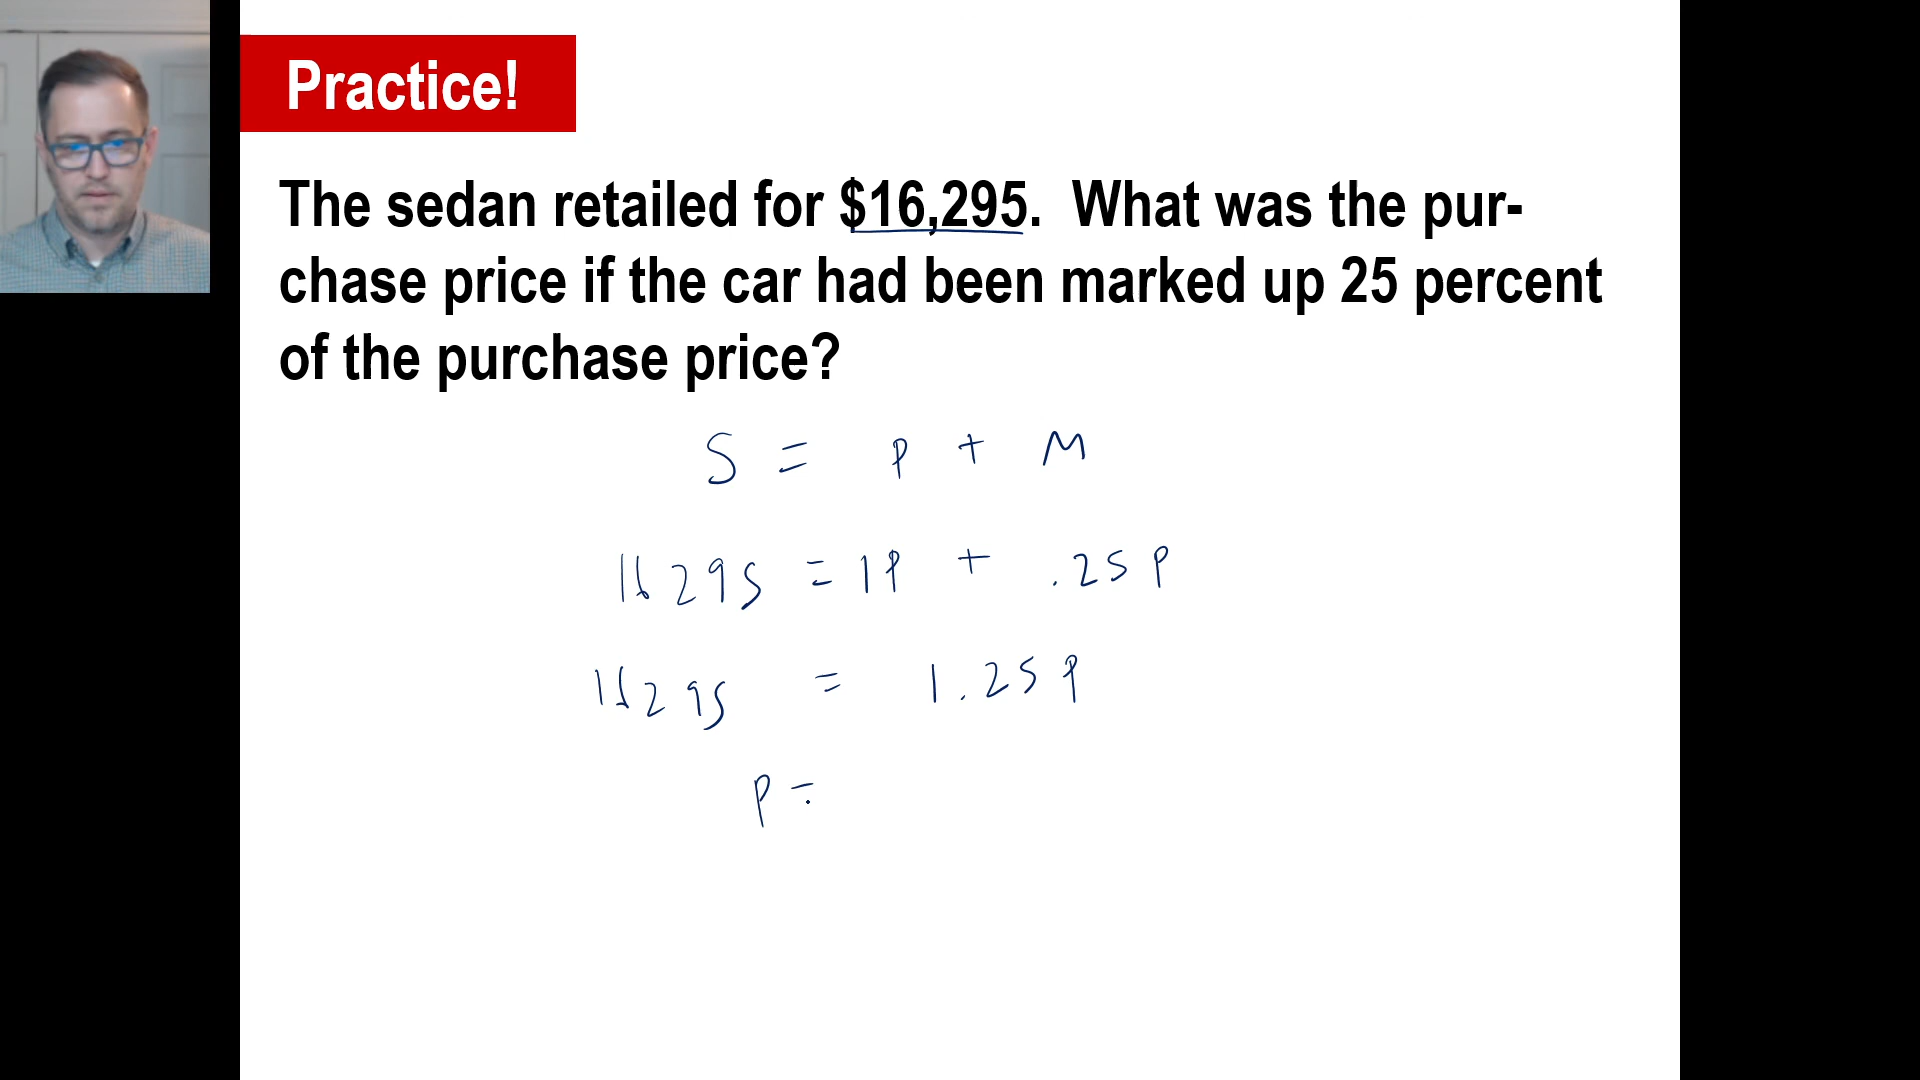 Practice!
The sedan retailed for $16,295. What was the pur-
chase price if the car had been marked up 25 percent
of the purchase price?
S = P + M
16295 = 1P + .25P
16295 = 1.25P
P =